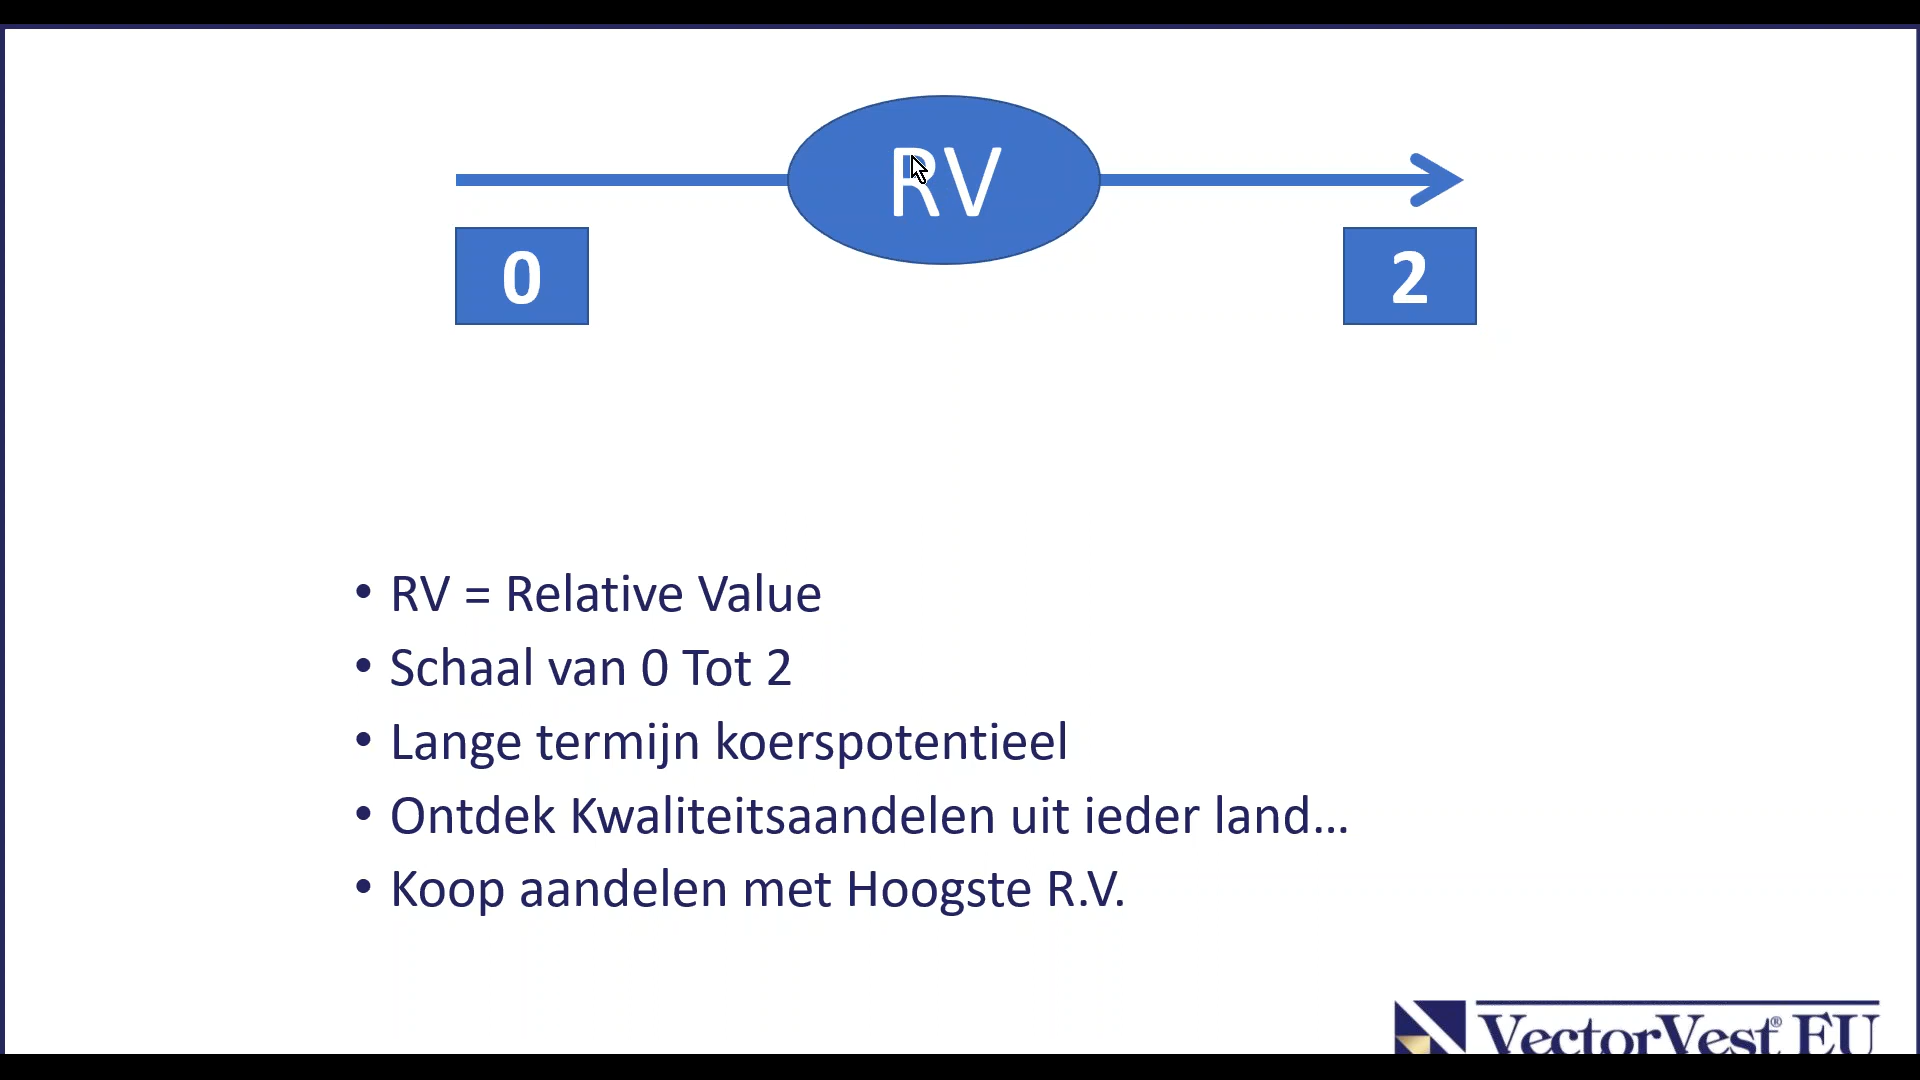 RV
0
2
• RV = Relative Value
• Schaal van 0 Tot 2
• Lange termijn koerspotentieel
• Ontdek Kwaliteitsaandelen uit ieder land...
• Koop aandelen met Hoogste R.V.
VectorVest® EU